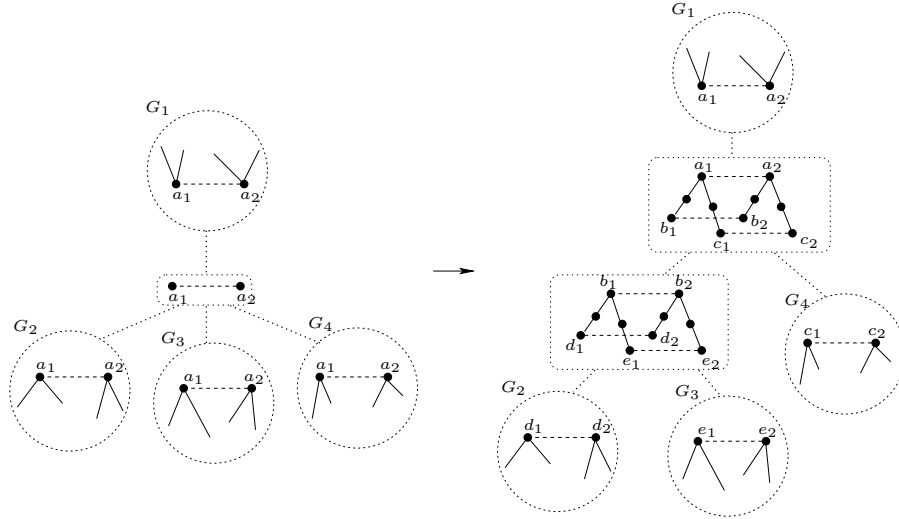 G₁
a₁ a₂
a₁ a₂
G₂
a₁ a₂
G₃
a₁ a₂
G₄
a₁ a₂
G₁
a₁ a₂
a₁ a₂
b₁ b₂
c₁ c₂
b₁ b₂
d₁ d₂
e₁ e₂
G₄
c₁ c₂
G₂
d₁ d₂
G₃
e₁ e₂